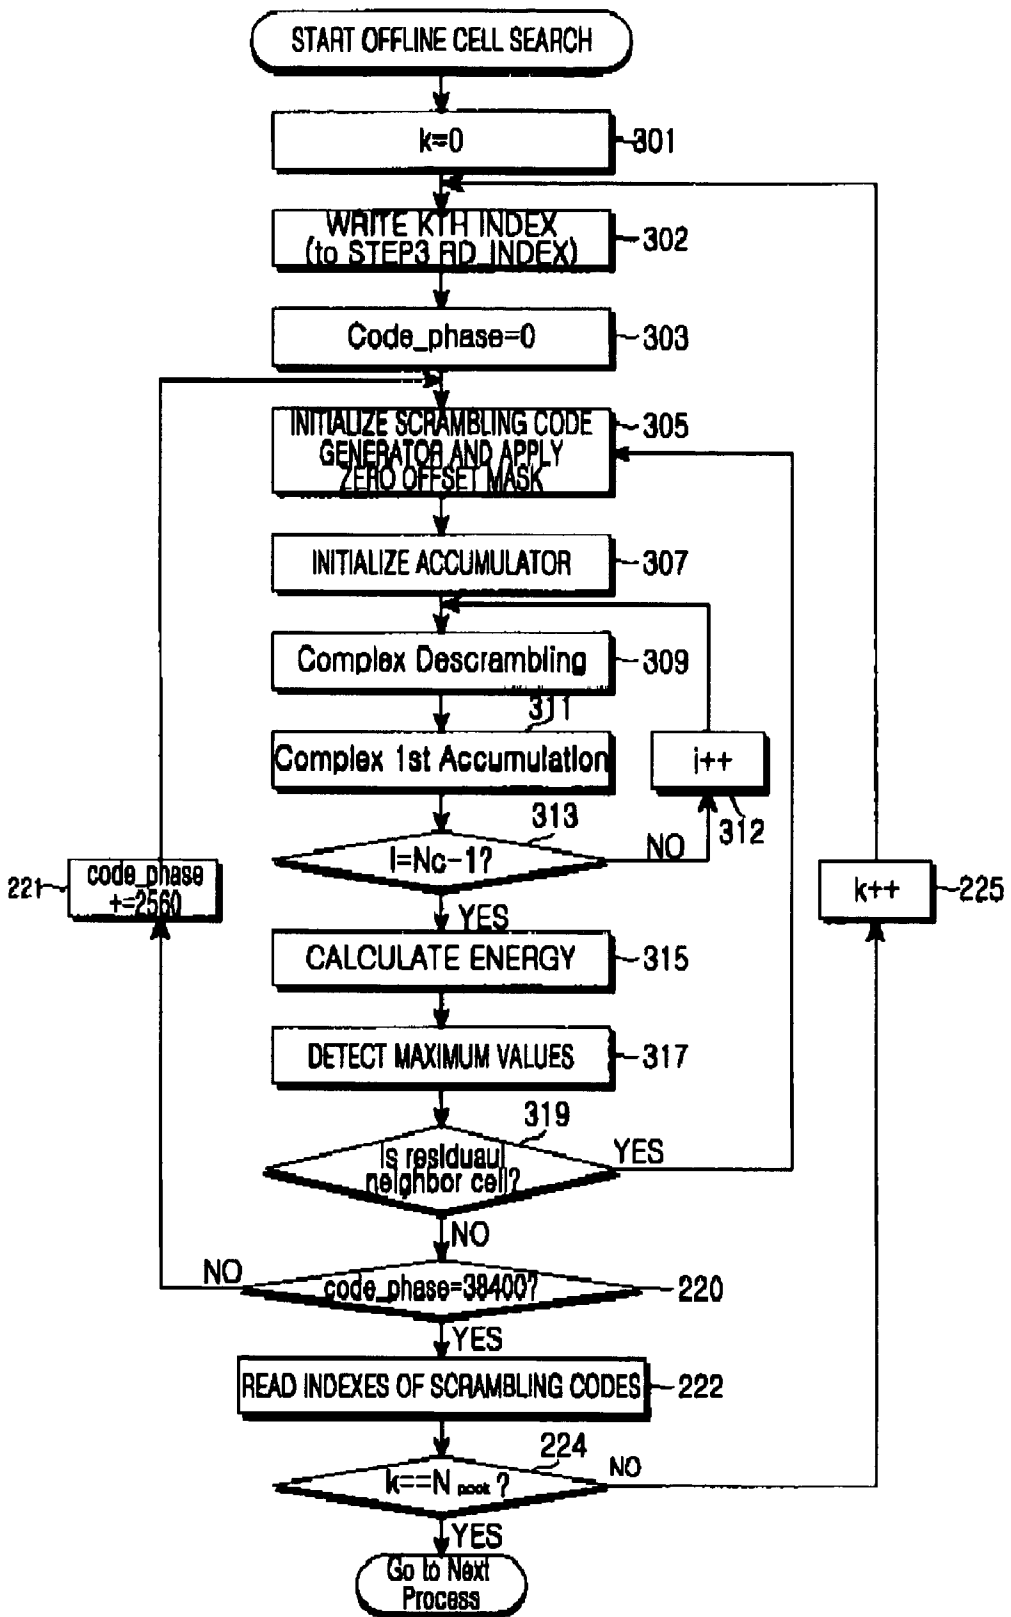 START OFFLINE CELL SEARCH
k=0
301
WRITE KTH INDEX
(to STEP3 RD_INDEX)
302
Code_phase=0
303
INITIALIZE SCRAMBLING CODE
GENERATOR AND APPLY
ZERO OFFSET MASK
305
INITIALIZE ACCUMULATOR
307
Complex Descrambling
309
311
Complex 1st Accumulation
i++
312
313
i=Nc-1?
NO
YES
221
code_phase
+=2560
k++
225
CALCULATE ENERGY
315
DETECT MAXIMUM VALUES
317
319
Is residuaul
neighbor cell?
YES
NO
NO
code_phase=38400?
220
YES
READ INDEXES OF SCRAMBLING CODES
222
224
k==N ?
NO
YES
Go to Next
Process